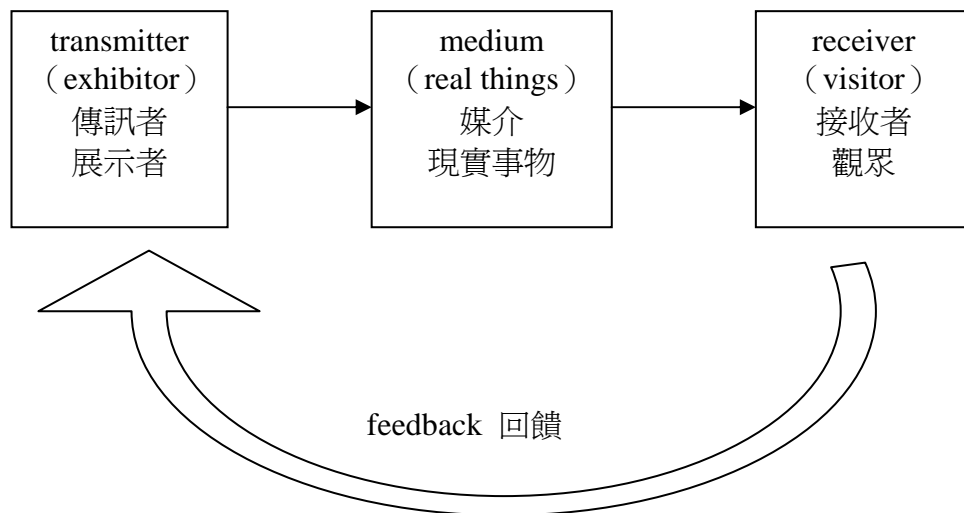 transmitter
（exhibitor）
傳訊者
展示者
medium
（real things）
媒介
現實事物
receiver
（visitor）
接收者
觀眾
feedback 回饋